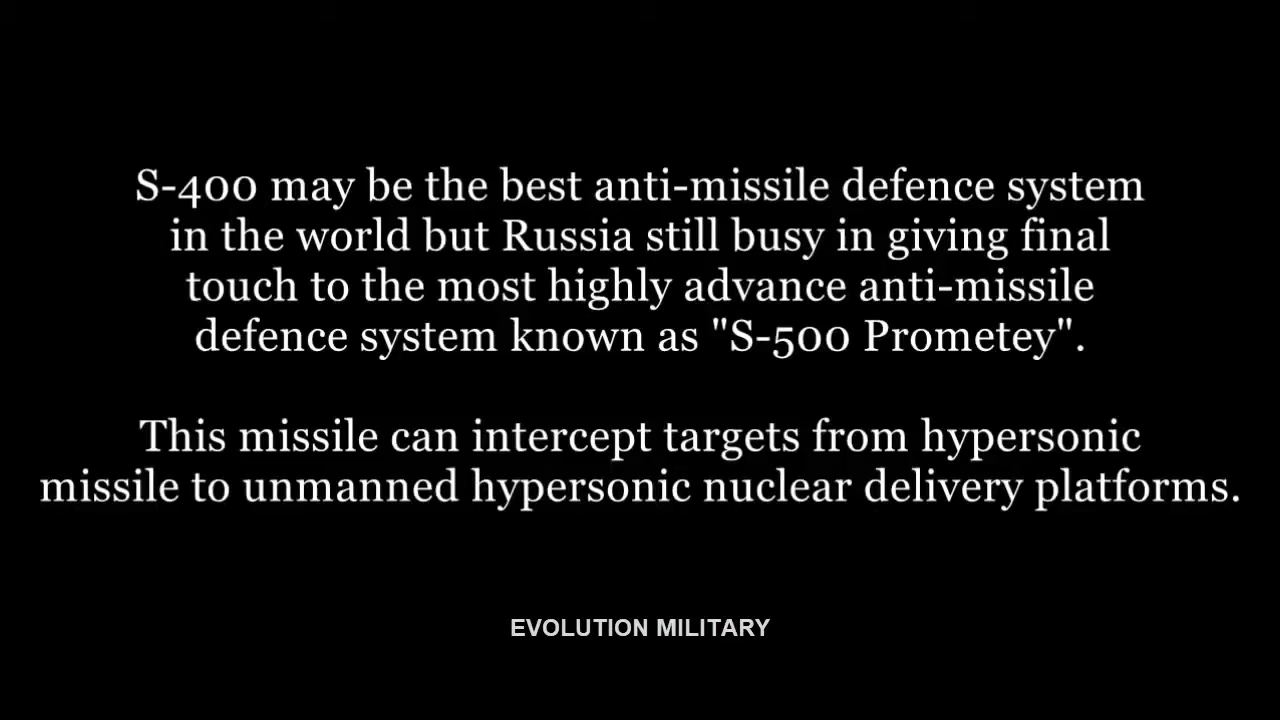 S-400 may be the best anti-missile defence system
in the world but Russia still busy in giving final
touch to the most highly advance anti-missile
defence system known as "S-500 Prometey".
This missile can intercept targets from hypersonic
missile to unmanned hypersonic nuclear delivery platforms.
EVOLUTION MILITARY